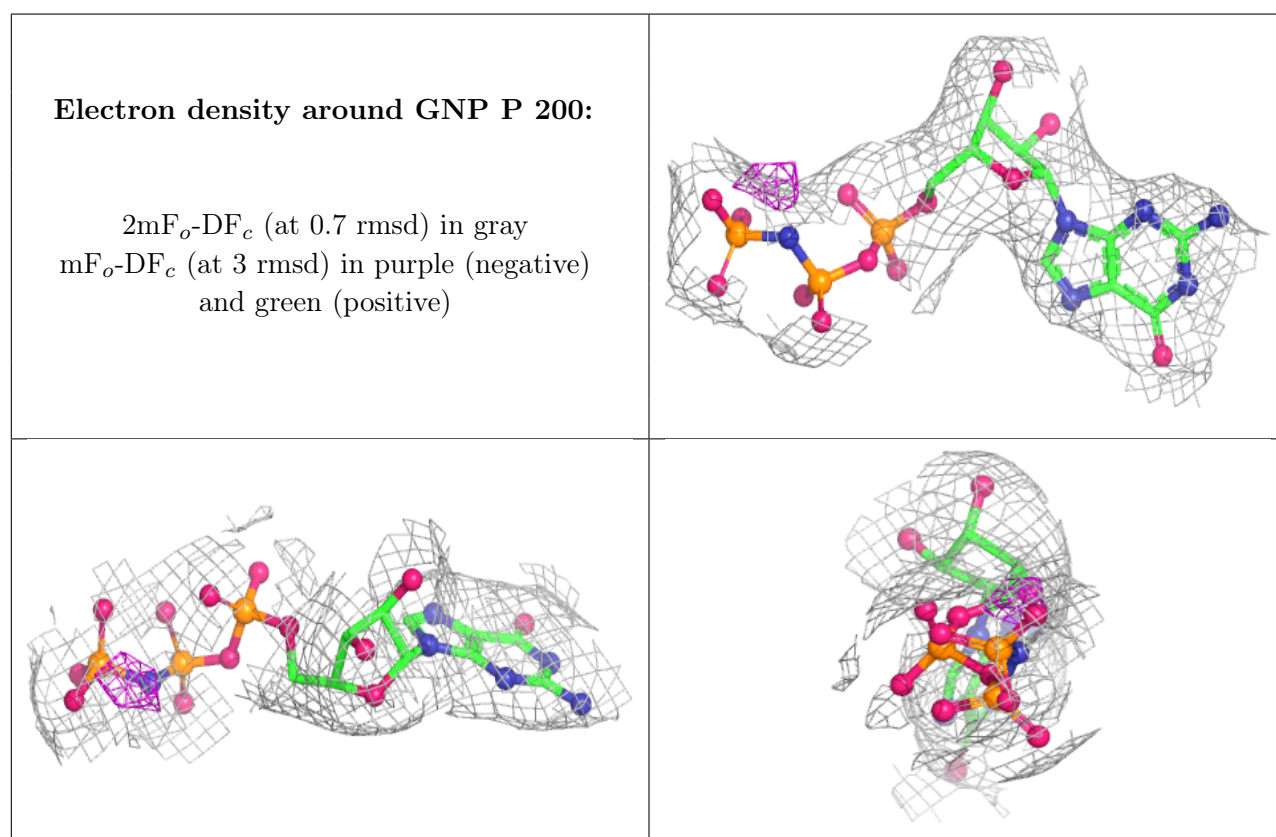 Electron density around GNP P 200:
2mFo-DFc (at 0.7 rmsd) in gray
mFo-DFc (at 3 rmsd) in purple (negative)
and green (positive)